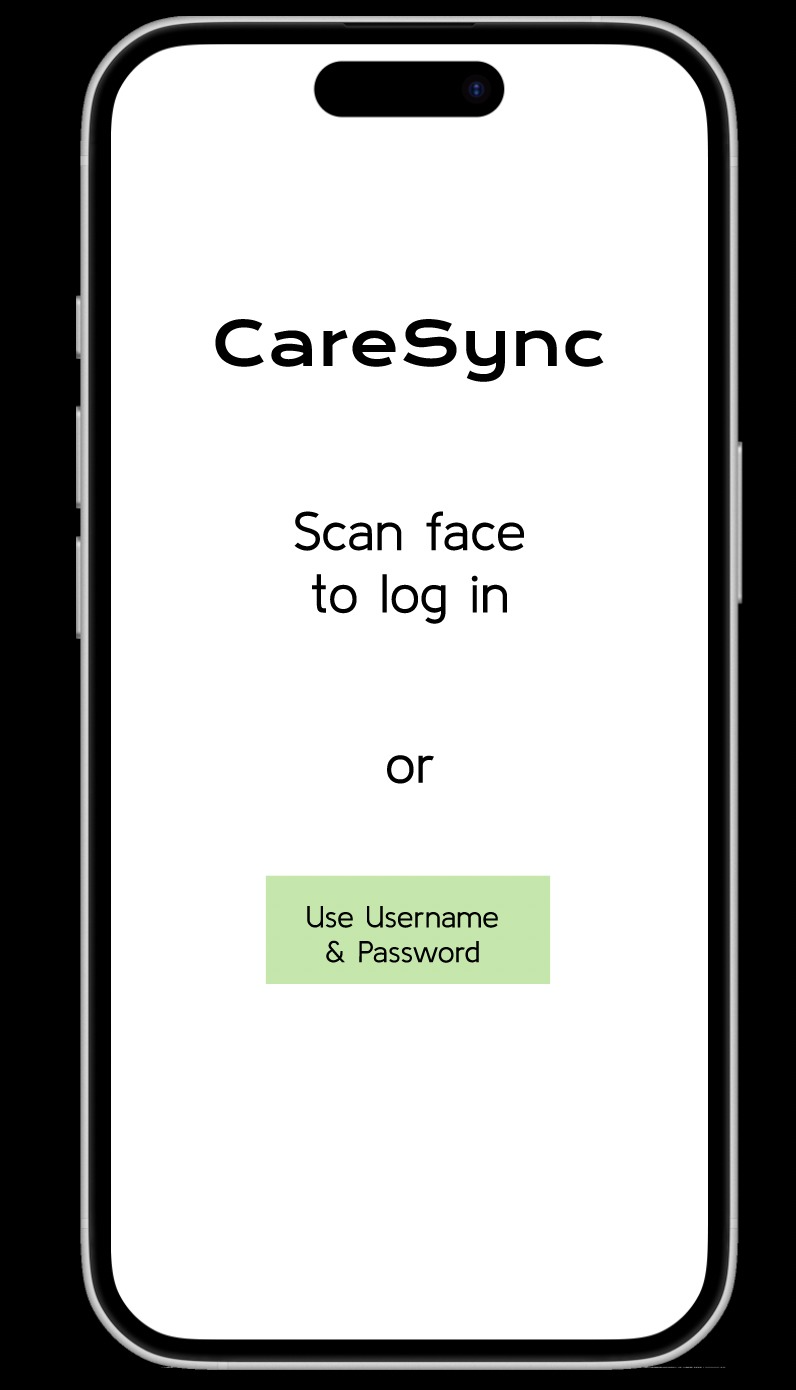 CareSync
Scan face
to log in
or
Use Username
& Password